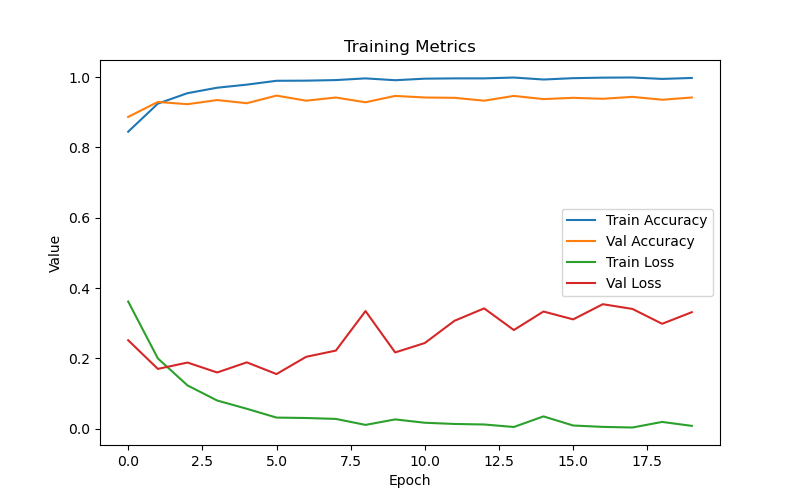 Training Metrics
1.0
0.8
0.6
0.4
0.2
0.0
Value
Train Accuracy
Val Accuracy
Train Loss
Val Loss
0.0 2.5 5.0 7.5 10.0 12.5 15.0 17.5
Epoch